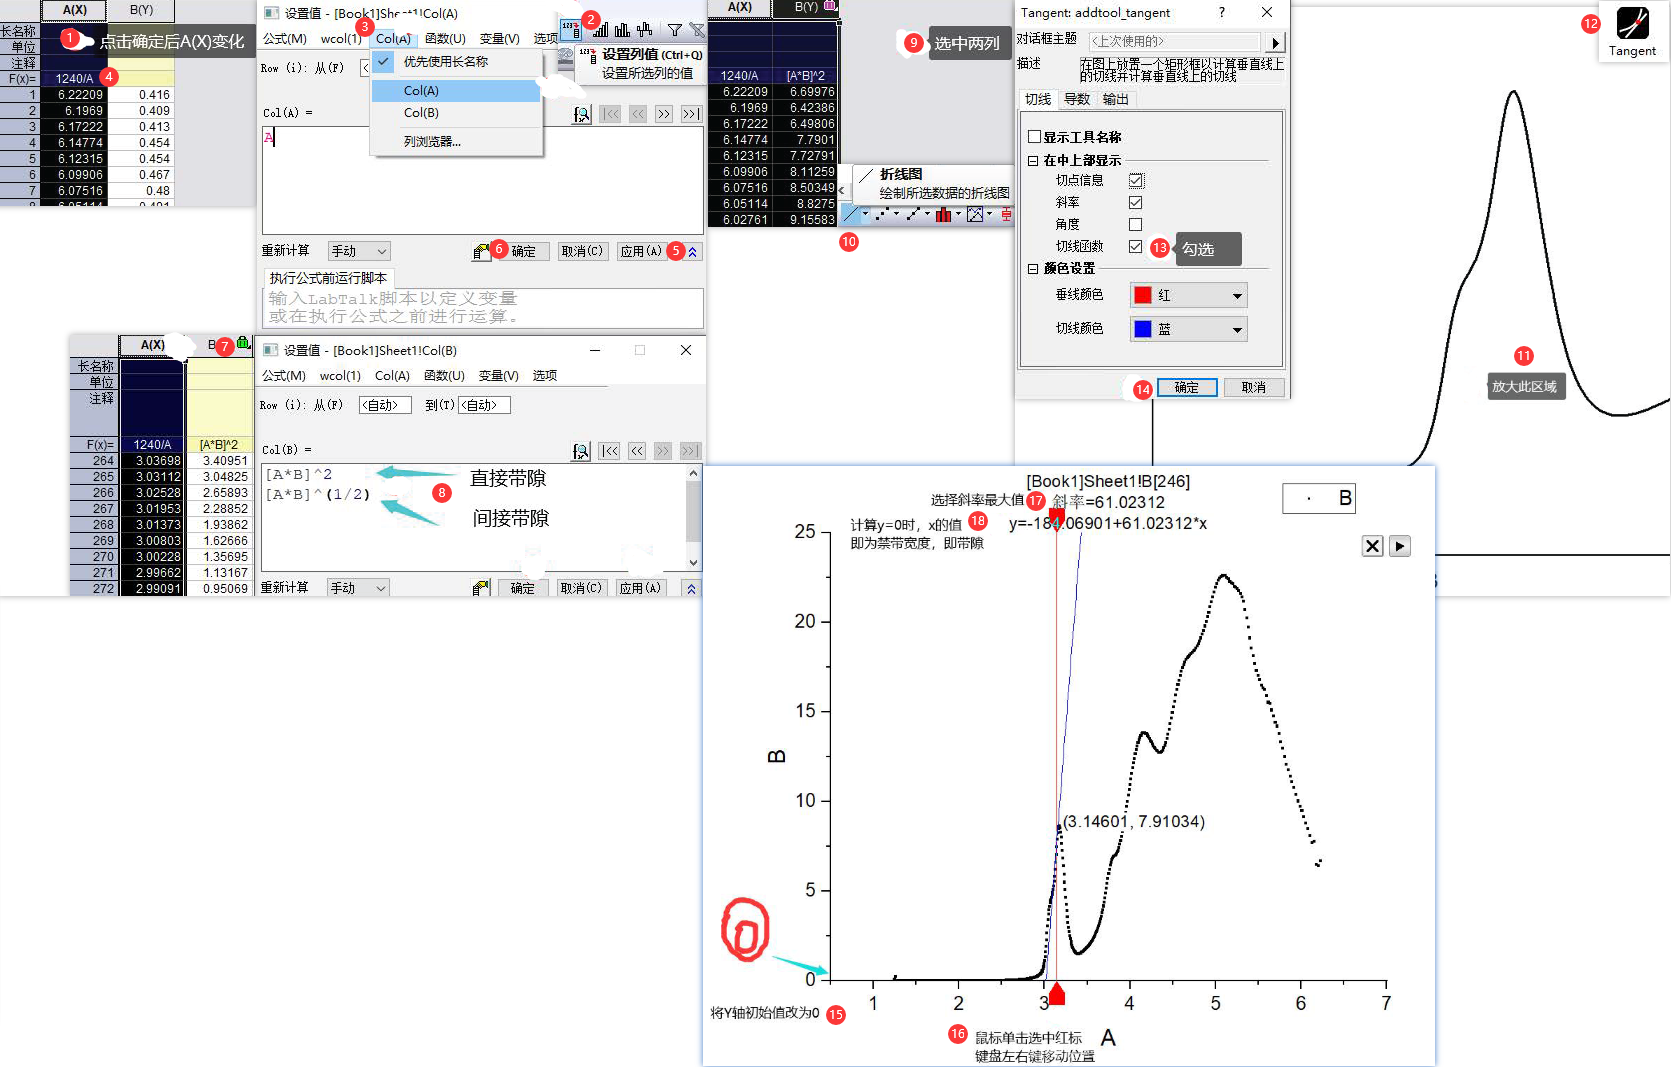 A(X) B(Y)
长名称
单位
注释
F(x)= 1240/A
1 6.22209 0.416
2 6.1969 0.409
3 6.17222 0.413
4 6.14774 0.454
5 6.12315 0.454
6 6.09906 0.467
7 6.07516 0.48
1 点击确定后A(X)变化
4
设置值 - [Book1]Sheet1!Col(A)
3
公式(M) wcol(1) Col(A) 函数(U) 变量(V) 选项
Row (i): 从(F)
✓ 优先使用长名称
Col(A)
Col(B)
列浏览器...
2
设置列值 (Ctrl+Q)
设置所选列的值
Col(A) =
A
重新计算 手动 6 确定 取消(C) 应用(A) 5
执行公式前运行脚本
输入LabTalk脚本以定义变量
或在执行公式之前进行运算。
A(X) B(Y)
1240/A [A*B]^2
6.22209 6.69976
6.1969 6.42386
6.17222 6.49806
6.14774 7.7901
6.12315 7.72791
6.09906 8.11259
6.07516 8.50349
6.05114 8.8275
6.02761 9.15583
9 选中两列
折线图
绘制所选数据的折线图
10
Tangent: addtool_tangent ? ×
对话框主题 <上次使用的>
描述 在图上放置一个矩形框以计算垂直线上的切线并计算垂直线上的切线
切线 导数 输出
显示工具名称
在中上部显示
切点信息
斜率
角度
切线函数 13 勾选
颜色设置
垂线颜色 红
切线颜色 蓝
14 确定 取消
12 Tangent
11
放大此区域
A(X) B 7
长名称
单位
注释
F(x)= 1240/A [A*B]^2
264 3.03698 3.40951
265 3.03112 3.04825
266 3.02528 2.65893
267 3.01953 2.28852
268 3.01373 1.93862
269 3.00803 1.62666
270 3.00228 1.35695
271 2.99662 1.13167
272 2.99091 0.95069
设置值 - [Book1]Sheet1!Col(B)
公式(M) wcol(1) Col(A) 函数(U) 变量(V) 选项
Row (i): 从(F) <自动> 到(T) <自动>
Col(B) =
[A*B]^2 直接带隙
[A*B]^(1/2) 8 间接带隙
重新计算 手动 确定 取消(C) 应用(A)
[Book1]Sheet1!B[246]
选择斜率最大值 17 斜率=61.02312
计算y=0时，x的值 18 y=-184.06901+61.02312*x
即为禁带宽度，即带隙
B
25
20
15
10
5
0
B
(3.14601, 7.91034)
0
1 2 3 4 5 6 7
A
将Y轴初始值改为0 15
16 鼠标单击选中红标
键盘左右键移动位置